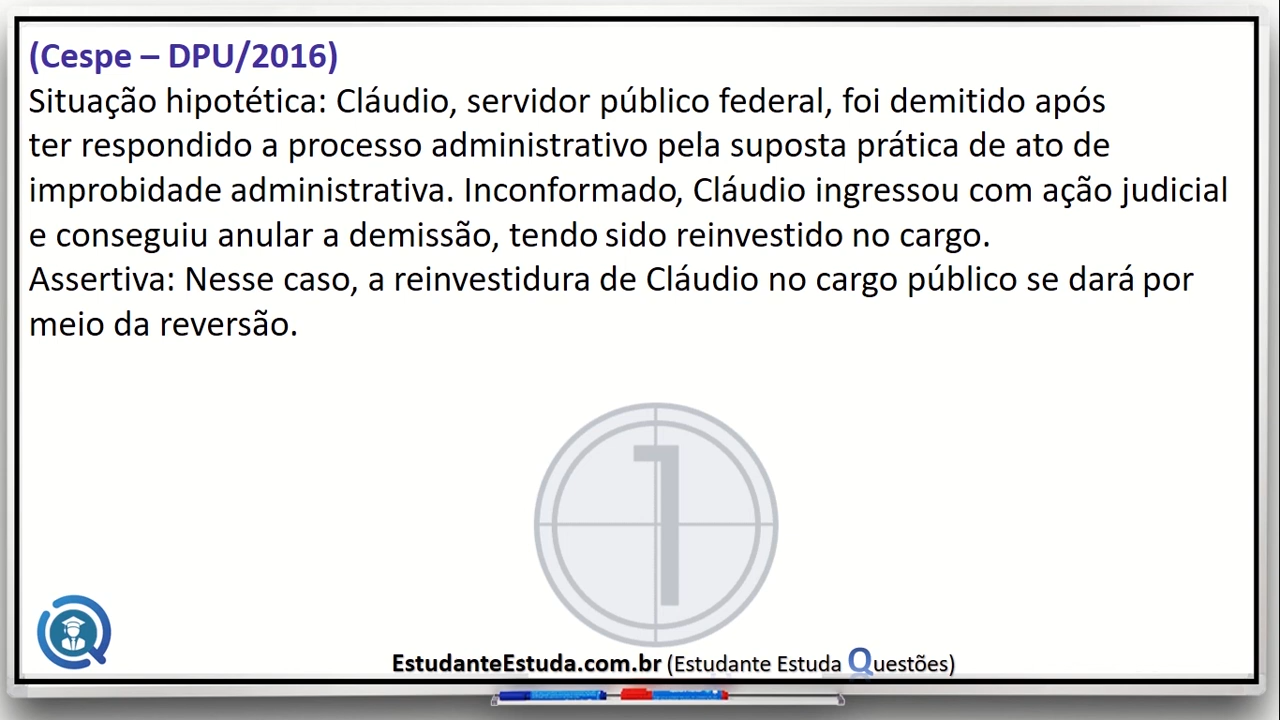 (Cespe – DPU/2016)
Situação hipotética: Cláudio, servidor público federal, foi demitido após
ter respondido a processo administrativo pela suposta prática de ato de
improbidade administrativa. Inconformado, Cláudio ingressou com ação judicial
e conseguiu anular a demissão, tendo sido reinvestido no cargo.
Assertiva: Nesse caso, a reinvestidura de Cláudio no cargo público se dará por
meio da reversão.
1
EstudanteEstuda.com.br (Estudante Estuda Questões)